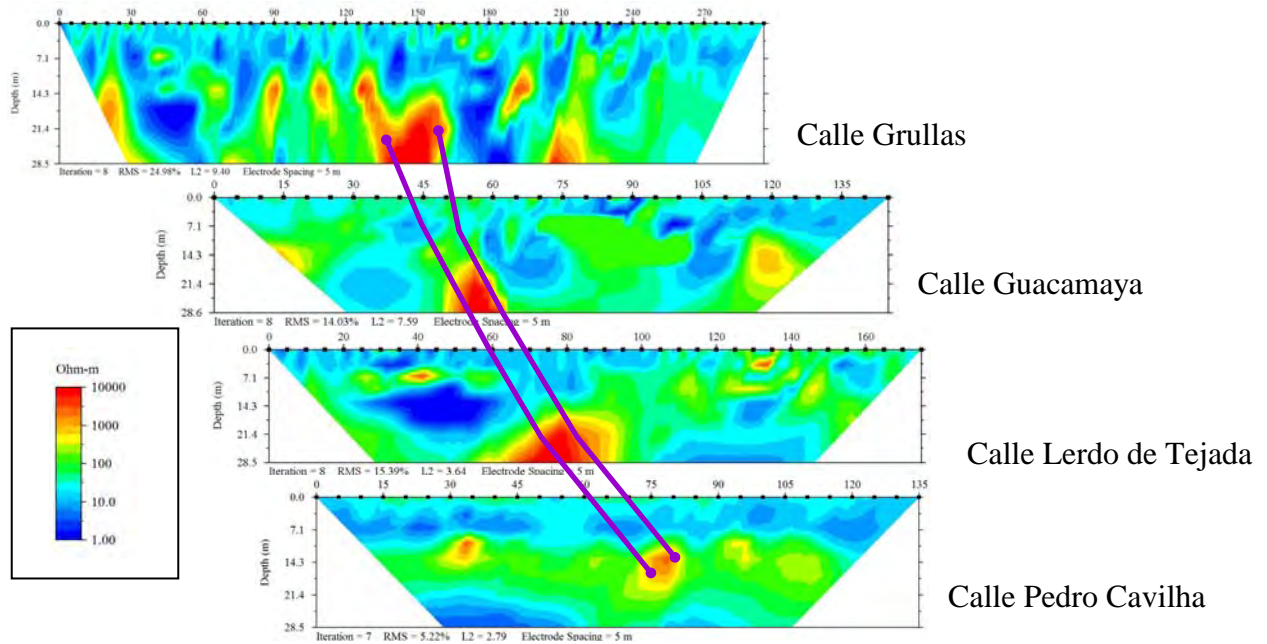 0 30 60 90 120 150 180 210 240 270
Depth (m)
0.0
7.1
14.3
21.4
28.5
Iteration = 8 RMS = 24.98% L2 = 9.40 Electrode Spacing = 5 m
Calle Grullas
0 15 30 45 60 75 90 105 120 135
Depth (m)
0.0
7.1
14.3
21.4
28.6
Iteration = 8 RMS = 14.03% L2 = 7.59 Electrode Spacing = 5 m
Calle Guacamaya
0 20 40 60 80 100 120 140 160
Depth (m)
0.0
7.1
14.3
21.4
28.5
Iteration = 8 RMS = 15.39% L2 = 3.64 Electrode Spacing = 5 m
Calle Lerdo de Tejada
0 15 30 45 60 75 90 105 120 135
Depth (m)
0.0
7.1
14.3
21.4
28.5
Iteration = 7 RMS = 5.22% L2 = 2.79 Electrode Spacing = 5 m
Calle Pedro Cavilha
Ohm-m
10000
1000
100
10.0
1.00